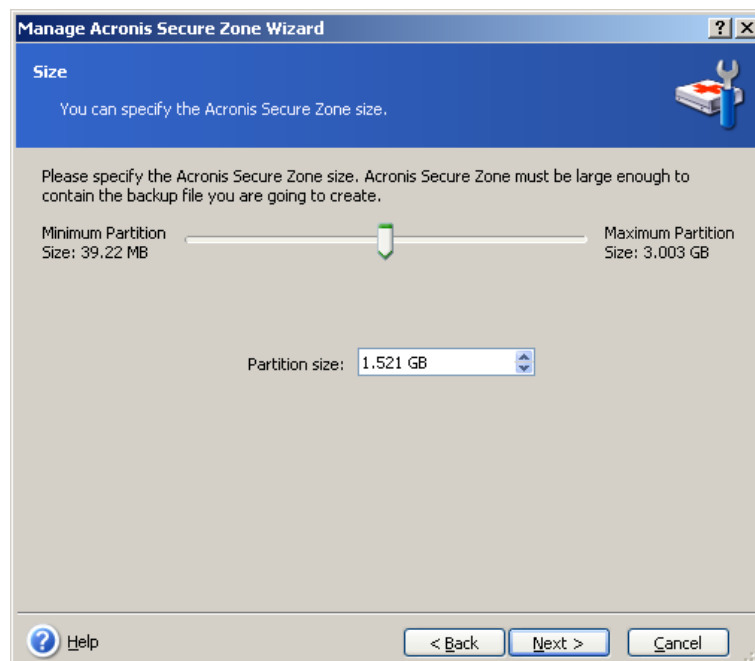 Manage Acronis Secure Zone Wizard
Size
You can specify the Acronis Secure Zone size.
Please specify the Acronis Secure Zone size. Acronis Secure Zone must be large enough to
contain the backup file you are going to create.
Minimum Partition
Size: 39.22 MB
Maximum Partition
Size: 3.003 GB
Partition size: 1.521 GB
Help
< Back
Next >
Cancel